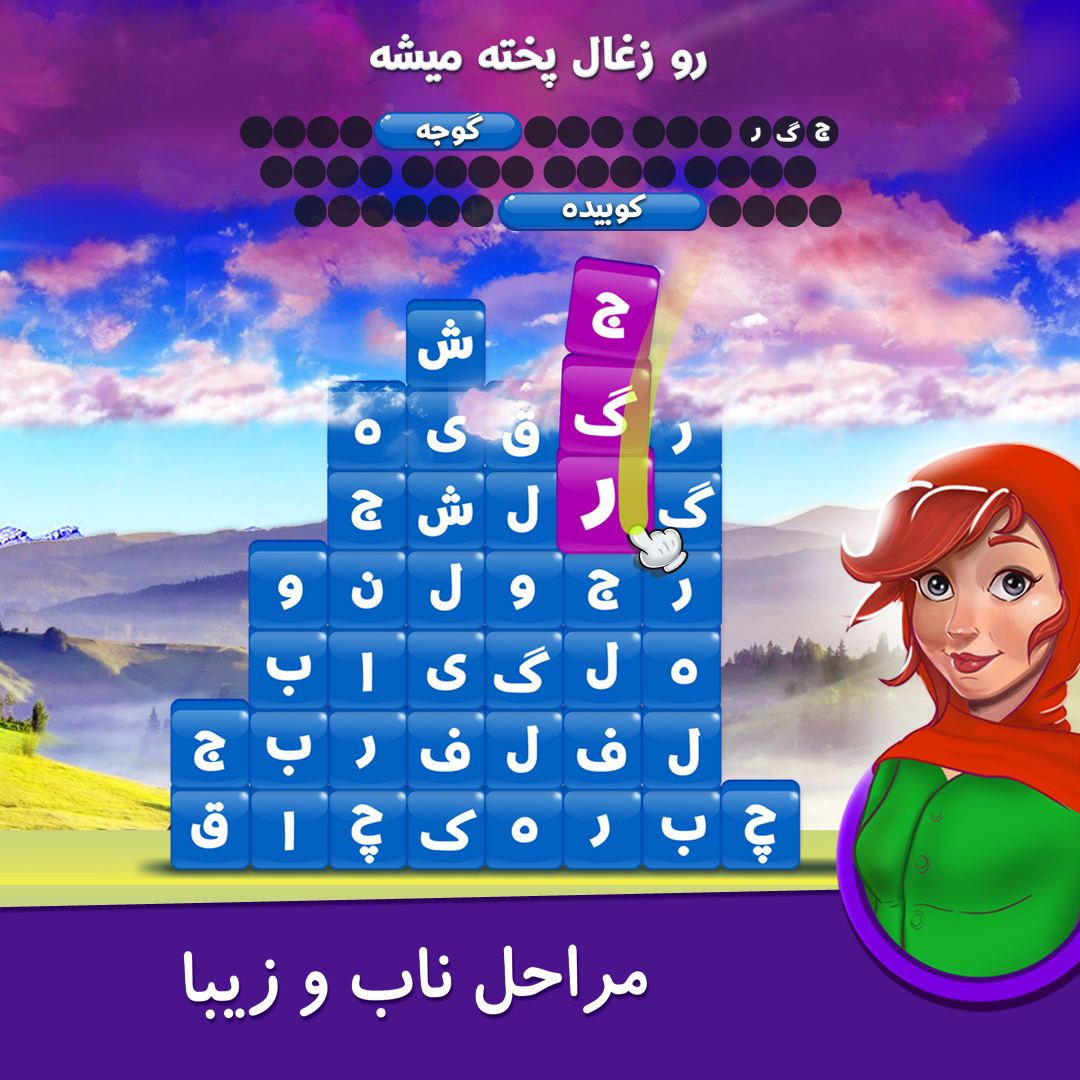 رو زغال پخته میشه
ج گ ر گوجه
کوبیده
ج ش
ر گ ق ی ه
گ ر ل ش ج
ر ج و ل ن و
ه ل گ ی ا ب
ل ف ل ف ر ب ج
چ ب ر ه ک چ ا ق
مراحل ناب و زیبا